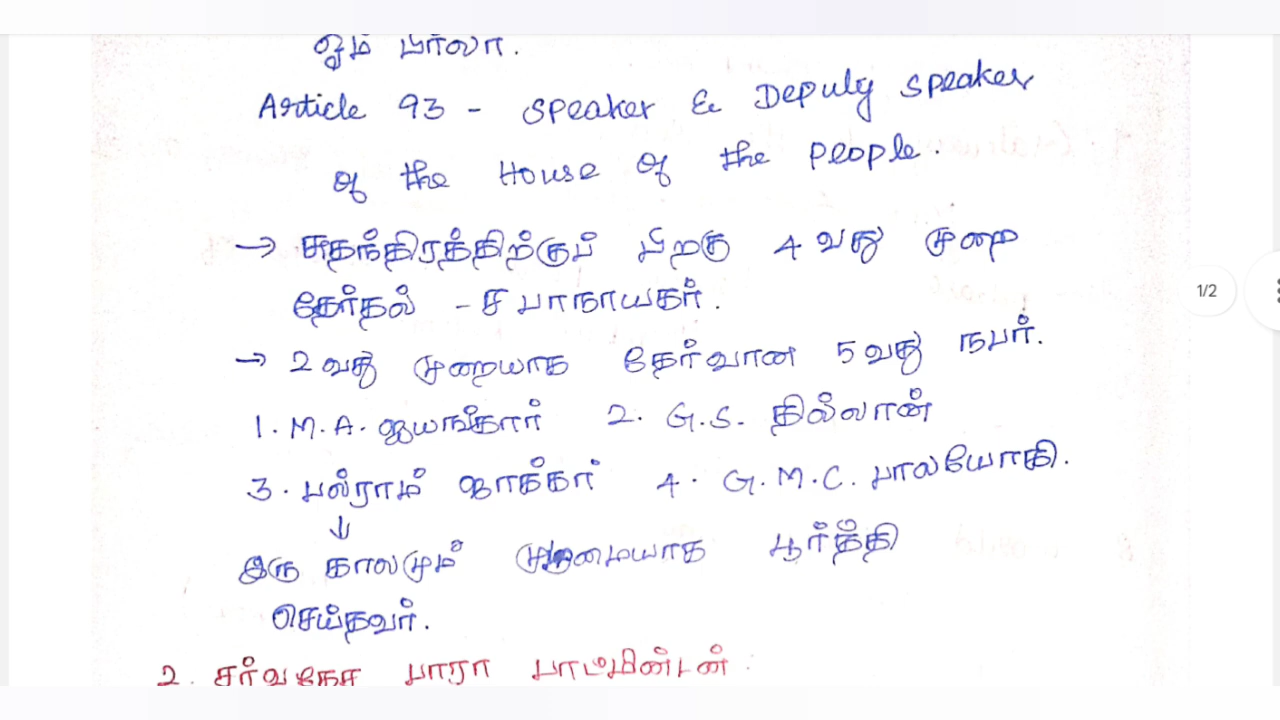 ஓம் பிர்லா.
Article 93 - Speaker & Deputy Speaker
of the House of the people.
→ சுதந்திரத்திற்குப் பிறகு 4 வது முறை
தேர்தல் - சபாநாயகர்.
→ 2 வது முறையாக தேர்வான 5 வது நபர்.
1. M. A. ஐயங்கார் 2. G. S. தில்லான்
3. பல்ராம் ஜாக்கர் 4. G. M. C. பாலயோகி.
↓
இரு காலமும் முழுமையாக பூர்த்தி
செய்தவர்.
2. சர்வதேச பாரா பாட்மிண்டன் :
1/2